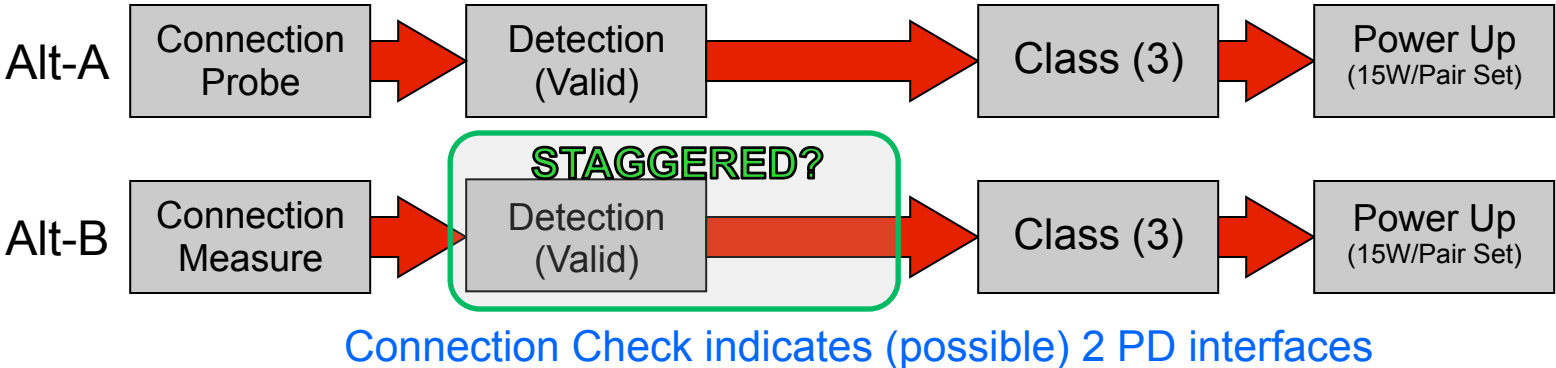 Alt-A
Connection
Probe
Detection
(Valid)
Class (3)
Power Up
(15W/Pair Set)
STAGGERED?
Alt-B
Connection
Measure
Detection
(Valid)
Class (3)
Power Up
(15W/Pair Set)
Connection Check indicates (possible) 2 PD interfaces